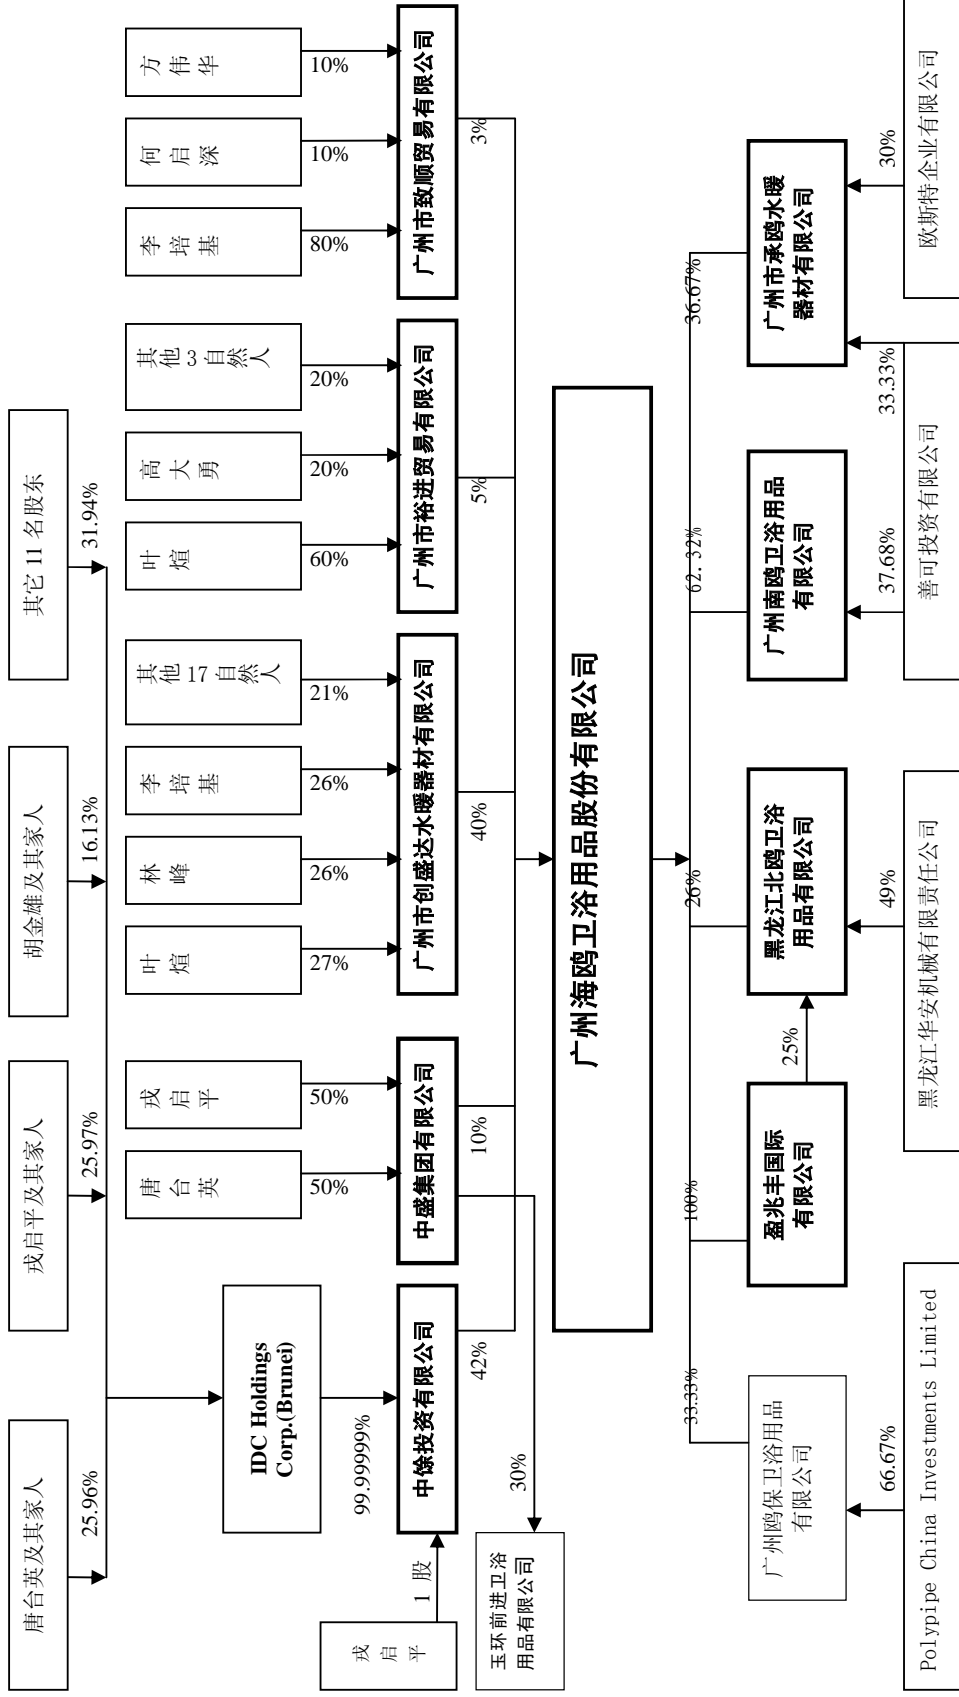 唐台英及其家人
戎启平及其家人
胡金雄及其家人
其它 11 名股东
25.96%
25.97%
16.13%
31.94%
IDC Holdings
Corp.(Brunei)
唐台英
戎启平
叶煊
林峰
李培基
其他 17 自然人
叶煊
高大勇
其他 3 自然人
李培基
何启深
方伟华
99.99999%
50%
50%
27%
26%
26%
21%
60%
20%
20%
80%
10%
10%
戎启平
1 股
中馀投资有限公司
中盛集团有限公司
广州市创盛达水暖器材有限公司
广州市裕进贸易有限公司
广州市致顺贸易有限公司
42%
10%
40%
5%
3%
30%
玉环前进卫浴
用品有限公司
广州海鸥卫浴用品股份有限公司
33.33%
100%
26%
62.32%
36.67%
广州鸥保卫浴用品
有限公司
盈兆丰国际
有限公司
25%
黑龙江北鸥卫浴
用品有限公司
广州南鸥卫浴用品
有限公司
广州市承鸥水暖
器材有限公司
66.67%
49%
37.68%
33.33%
30%
Polypipe China Investments Limited
黑龙江华安机械有限责任公司
善可投资有限公司
欧斯特企业有限公司